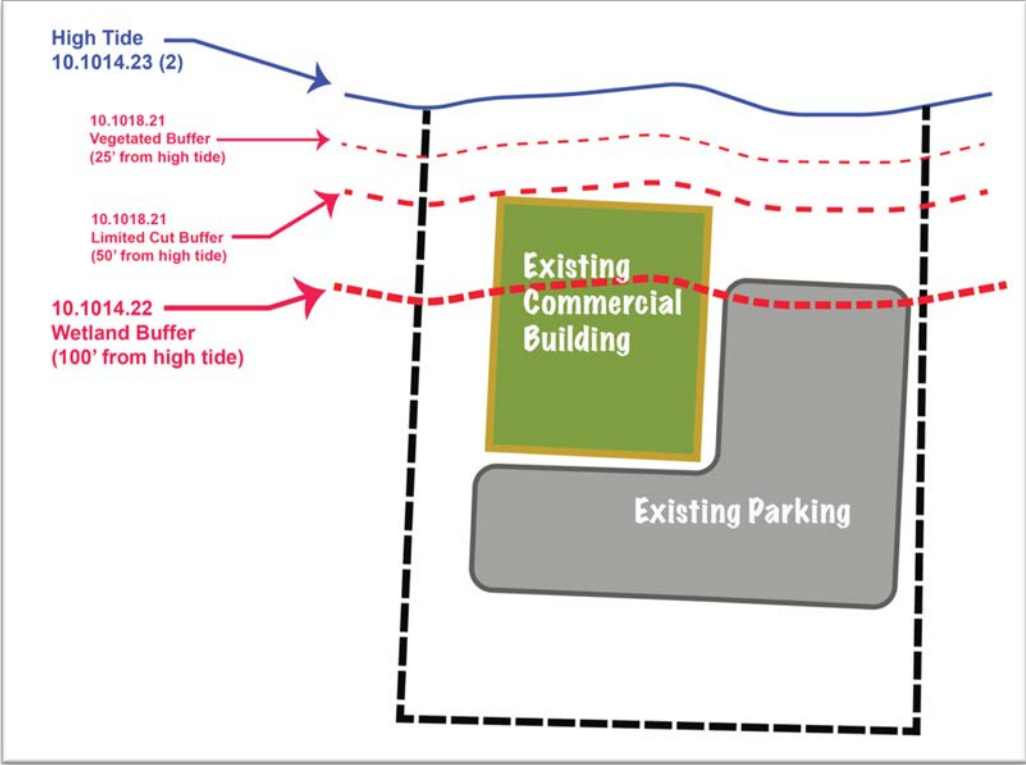 High Tide
10.1014.23 (2)
10.1018.21
Vegetated Buffer
(25' from high tide)
10.1018.21
Limited Cut Buffer
(50' from high tide)
10.1014.22
Wetland Buffer
(100' from high tide)
Existing
Commercial
Building
Existing Parking